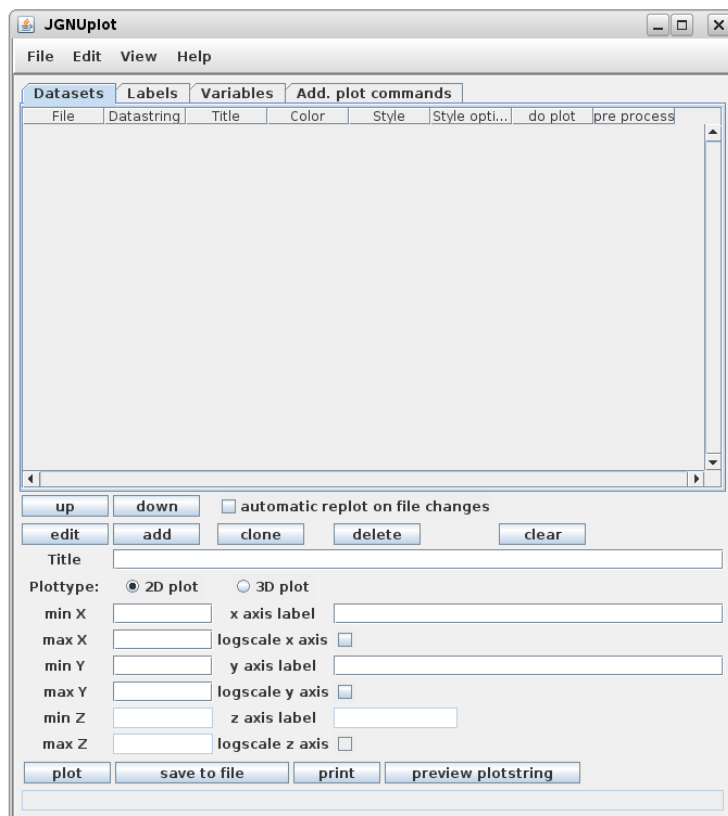 JGNUplot
File Edit View Help
Datasets Labels Variables Add. plot commands
File Datastring Title Color Style Style opti... do plot pre process
up down automatic replot on file changes
edit add clone delete clear
Title
Plottype: 2D plot 3D plot
min X x axis label
max X logscale x axis
min Y y axis label
max Y logscale y axis
min Z z axis label
max Z logscale z axis
plot save to file print preview plotstring